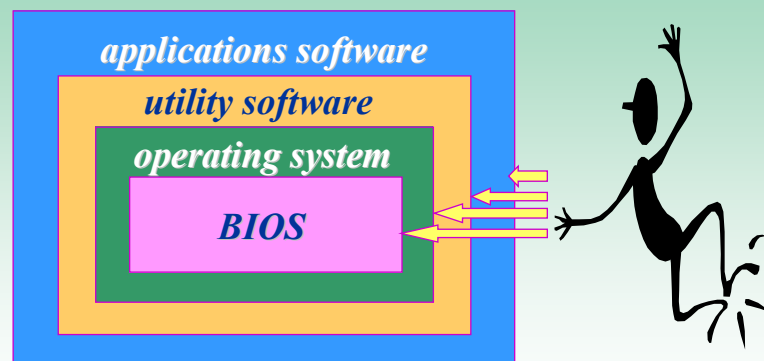 applications software
utility software
operating system
BIOS